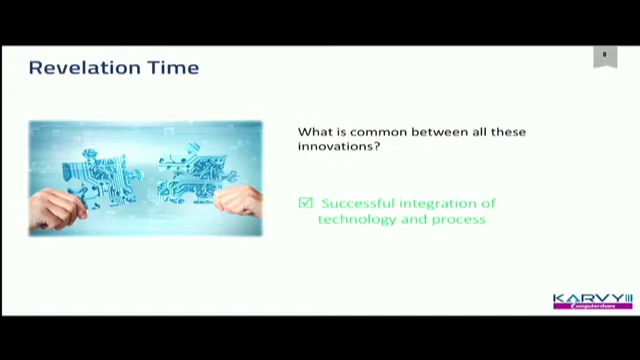 8
Revelation Time
What is common between all these
innovations?
Successful integration of
technology and process
KARVY
Computershare